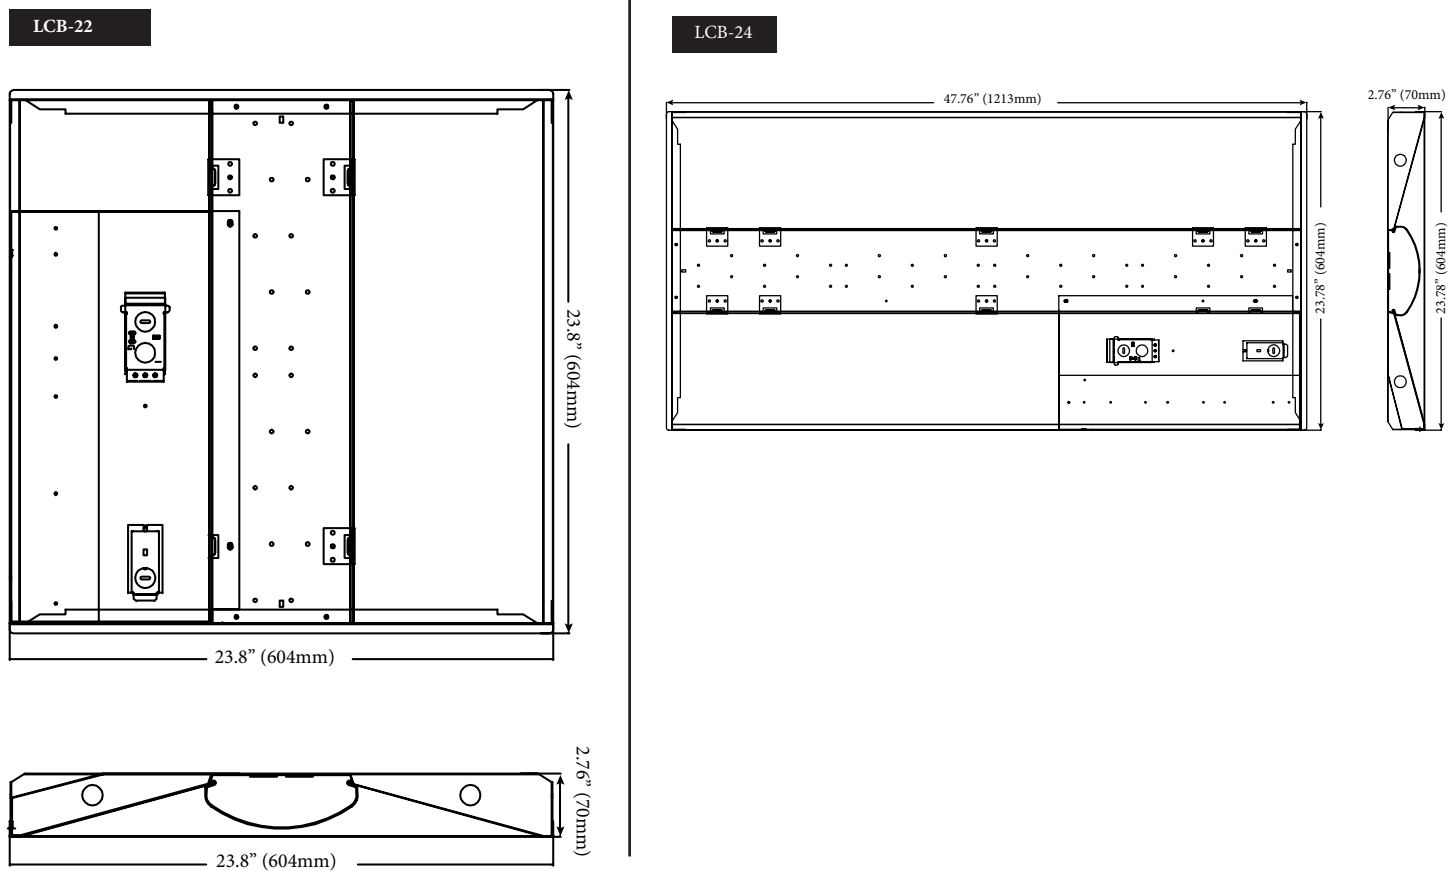 LCB-22
23.8” (604mm)
23.8” (604mm)
2.76” (70mm)
23.8” (604mm)
LCB-24
47.76” (1213mm)
2.76” (70mm)
23.78” (604mm)
23.78” (604mm)